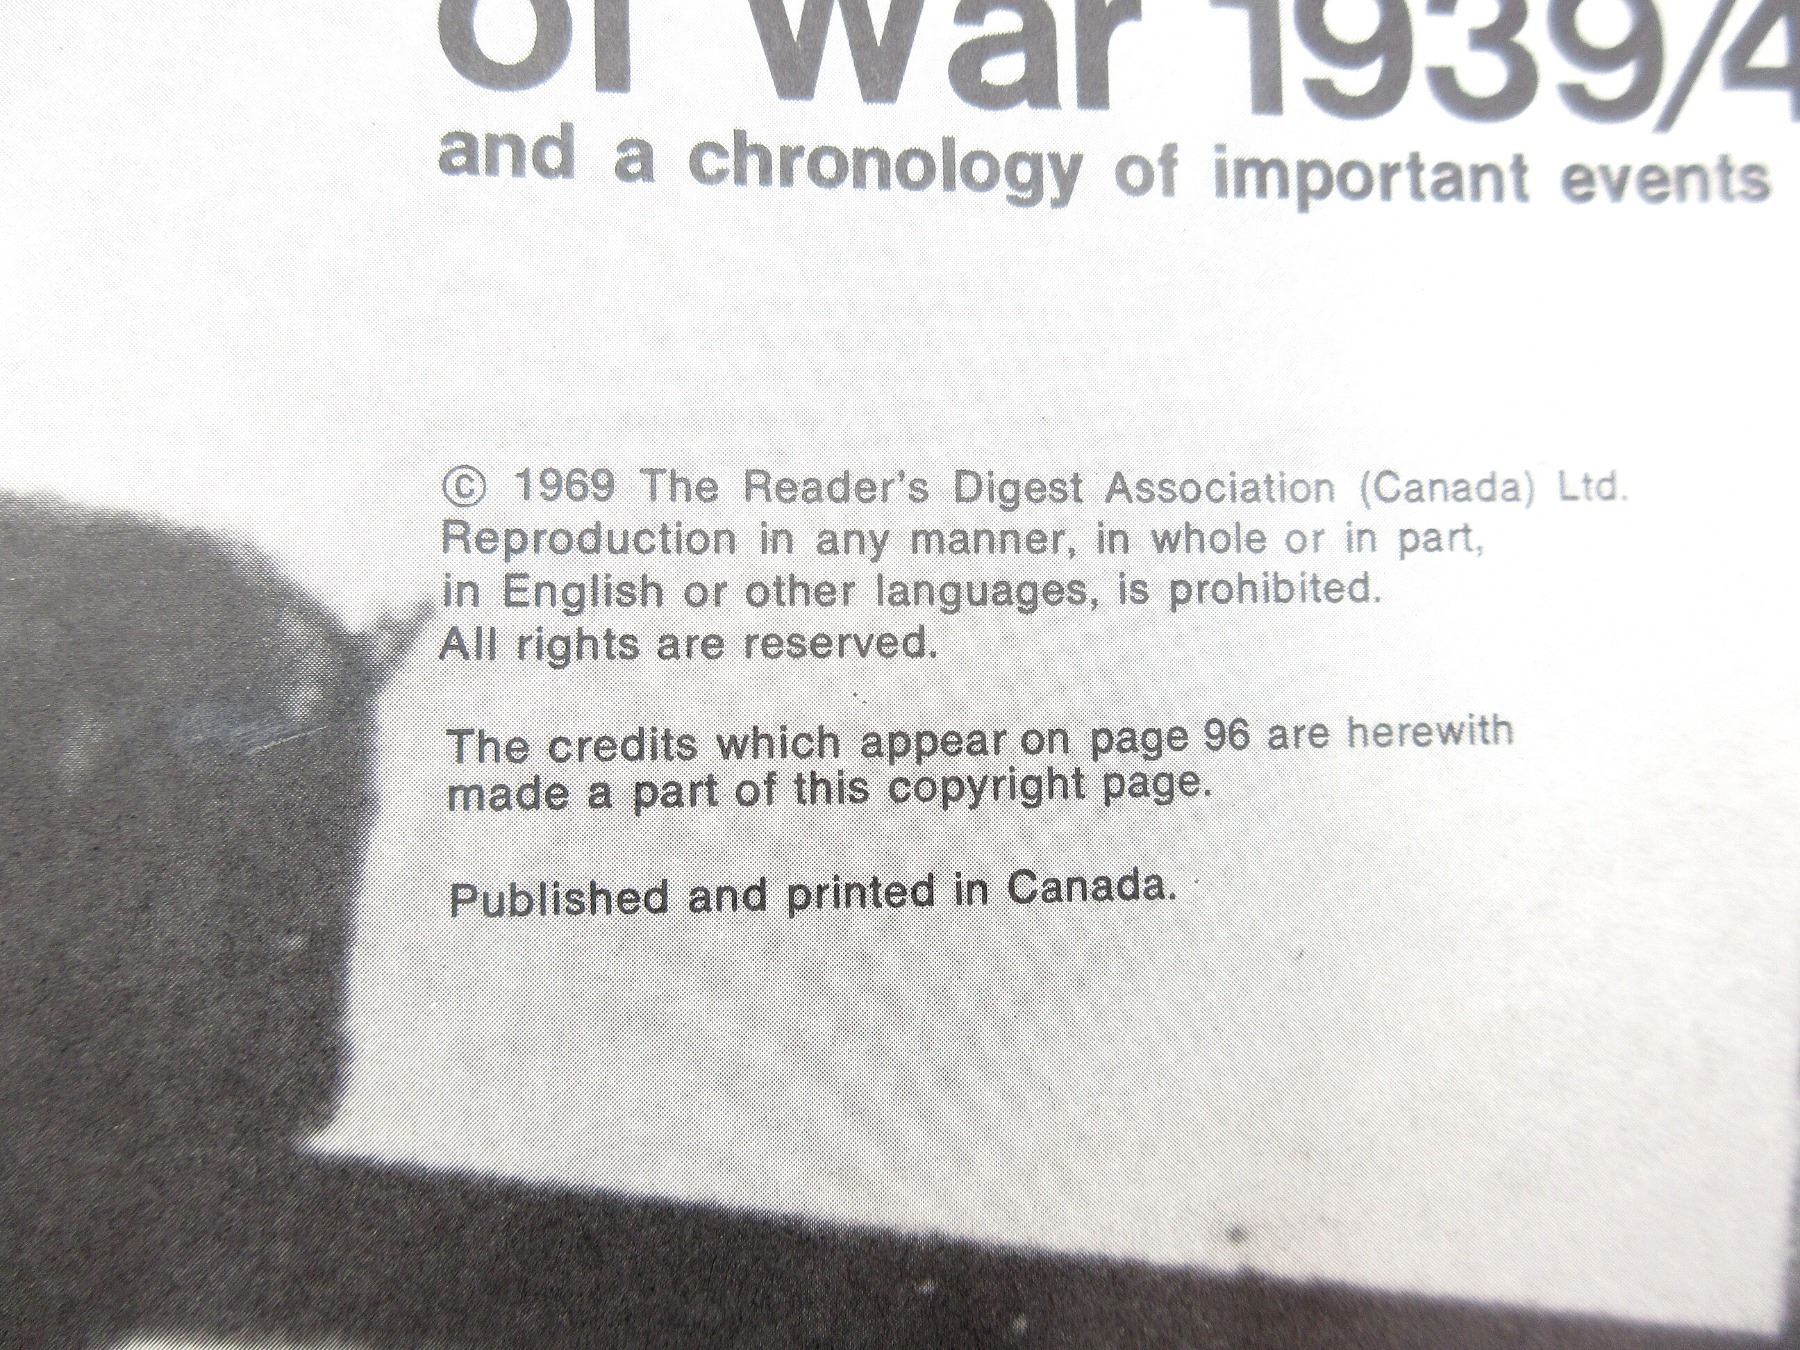 of War 1939/4
and a chronology of important events
© 1969 The Reader's Digest Association (Canada) Ltd.
Reproduction in any manner, in whole or in part,
in English or other languages, is prohibited.
All rights are reserved.
The credits which appear on page 96 are herewith
made a part of this copyright page.
Published and printed in Canada.